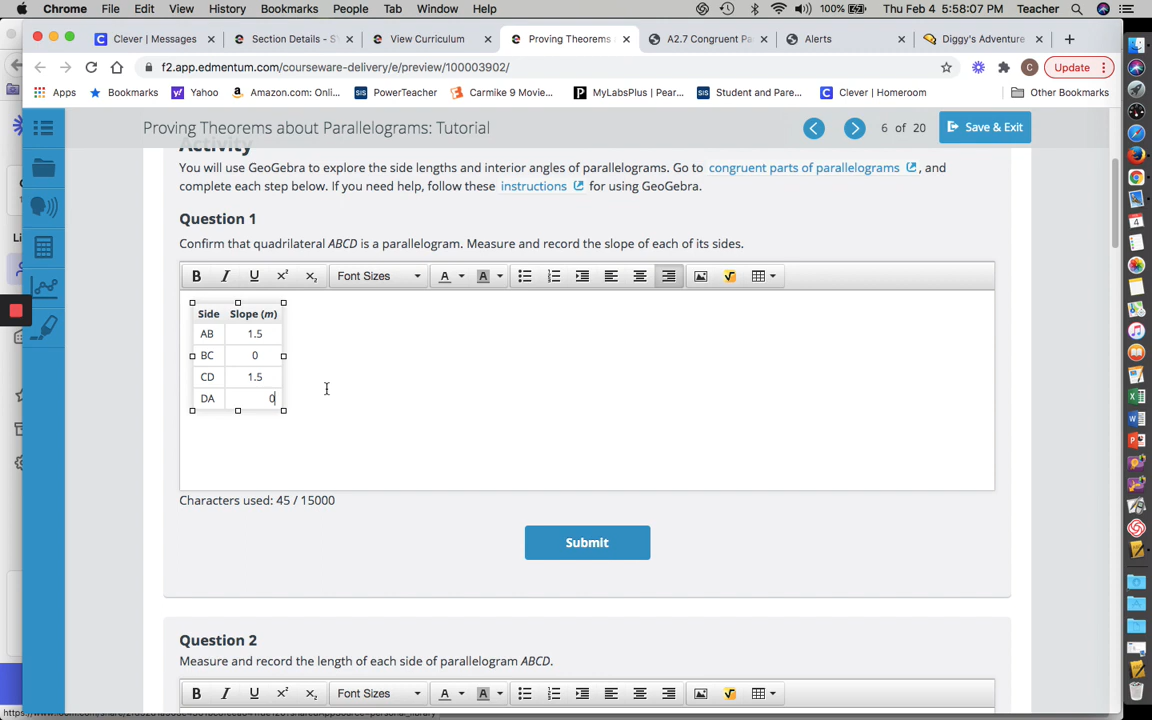 Chrome File Edit View History Bookmarks People Tab Window Help 100% Thu Feb 4 5:58:07 PM Teacher
Clever | Messages Section Details - S View Curriculum Proving Theorems A2.7 Congruent Pa Alerts Diggy's Adventure
f2.app.edmentum.com/courseware-delivery/e/preview/100003902/ C Update
Apps Bookmarks Yahoo Amazon.com: Onli... PowerTeacher Carmike 9 Movie... MyLabsPlus | Pear... Student and Pare... Clever | Homeroom Other Bookmarks
Proving Theorems about Parallelograms: Tutorial 6 of 20 Save & Exit
Activity
You will use GeoGebra to explore the side lengths and interior angles of parallelograms. Go to congruent parts of parallelograms , and
complete each step below. If you need help, follow these instructions for using GeoGebra.
Question 1
Confirm that quadrilateral ABCD is a parallelogram. Measure and record the slope of each of its sides.
B I U X² X₂ Font Sizes A A
Side Slope (m)
AB 1.5
BC 0
CD 1.5
DA 0
Characters used: 45 / 15000
Submit
Question 2
Measure and record the length of each side of parallelogram ABCD.
B I U X² X₂ Font Sizes A A